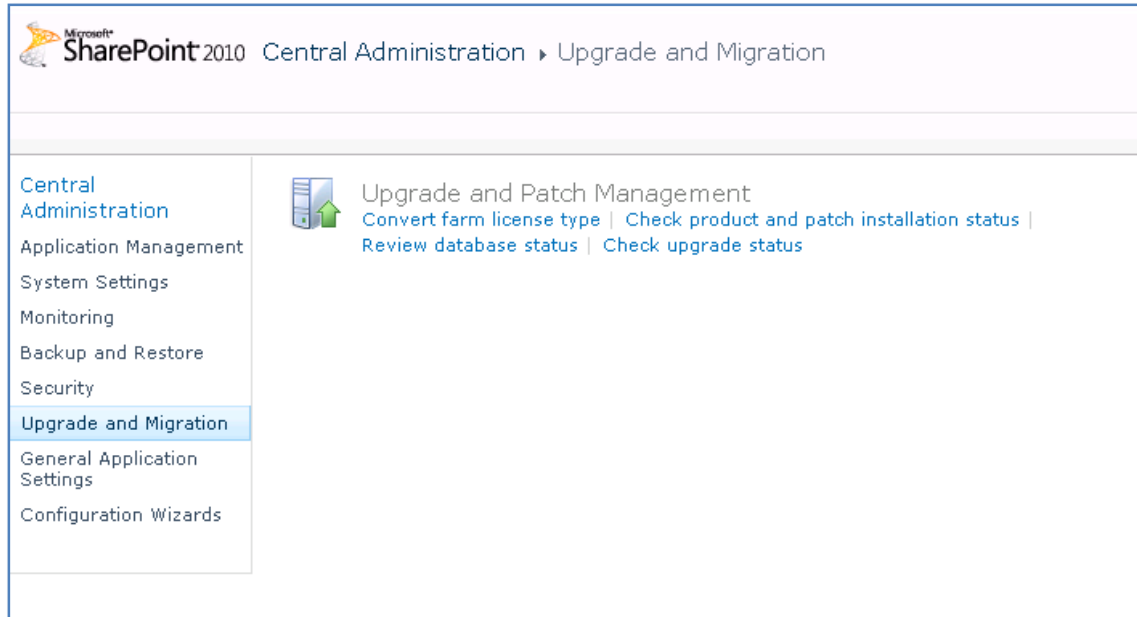 Microsoft®
SharePoint 2010 Central Administration ▸ Upgrade and Migration
Central
Administration
Application Management
System Settings
Monitoring
Backup and Restore
Security
Upgrade and Migration
General Application
Settings
Configuration Wizards
Upgrade and Patch Management
Convert farm license type | Check product and patch installation status |
Review database status | Check upgrade status